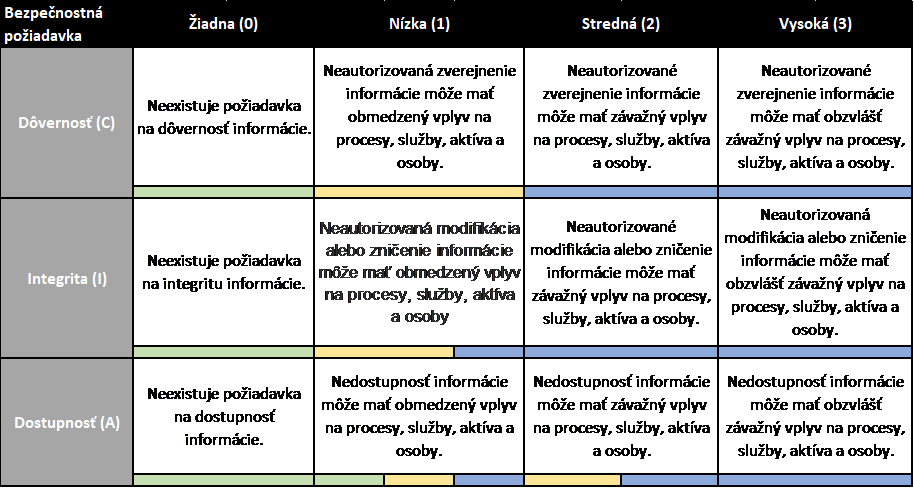 Bezpečnostná
požiadavka
Žiadna (0)
Nízka (1)
Stredná (2)
Vysoká (3)
Dôvernosť (C)
Neexistuje požiadavka
na dôvernosť informácie.
Neautorizovaná zverejnenie
informácie môže mať
obmedzený vplyv na
procesy, služby, aktíva a
osoby.
Neautorizované
zverejnenie informácie
môže mať závažný vplyv
na procesy, služby, aktíva
a osoby.
Neautorizované
zverejnenie informácie
môže mať obzvlášť
závažný vplyv na procesy,
služby, aktíva a osoby.
Integrita (I)
Neexistuje požiadavka
na integritu informácie.
Neautorizovaná modifikácia
alebo zničenie informácie
môže mať obmedzený vplyv
na procesy, služby, aktíva
a osoby
Neautorizované
modifikácia alebo zničenie
informácie môže mať
závažný vplyv na procesy,
služby, aktíva a osoby.
Neautorizovaná
modifikácia alebo zničenie
informácie môže mať
obzvlášť závažný vplyv na
procesy, služby, aktíva a
osoby.
Dostupnosť (A)
Neexistuje požiadavka
na dostupnosť
informácie.
Nedostupnosť informácie
môže mať obmedzený vplyv
na procesy, služby, aktíva a
osoby.
Nedostupnosť informácie
môže mať závažný vplyv
na procesy, služby, aktíva
a osoby.
Nedostupnosť informácie
môže mať obzvlášť
závažný vplyv na procesy,
služby, aktíva a osoby.